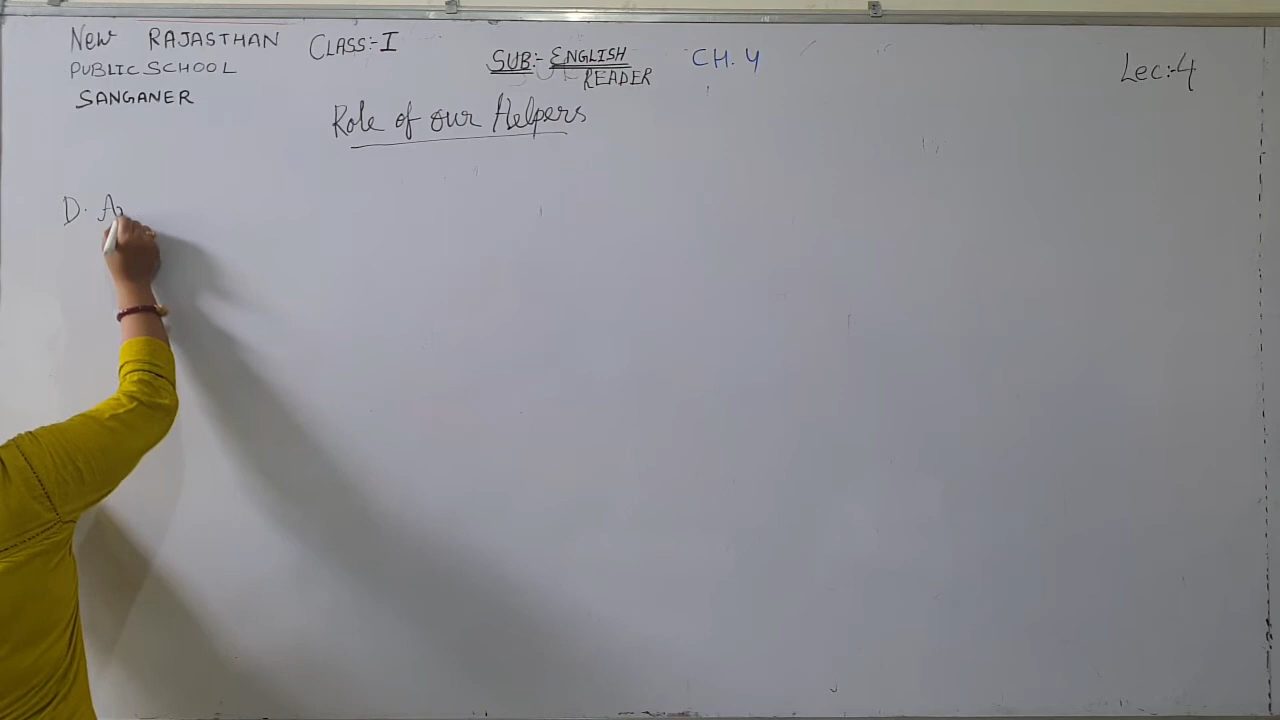 New RAJASTHAN
PUBLIC SCHOOL
SANGANER
CLASS:-I
SUB:- ENGLISH
READER
CH. 4
Lec:-4
Role of our Helpers
D.